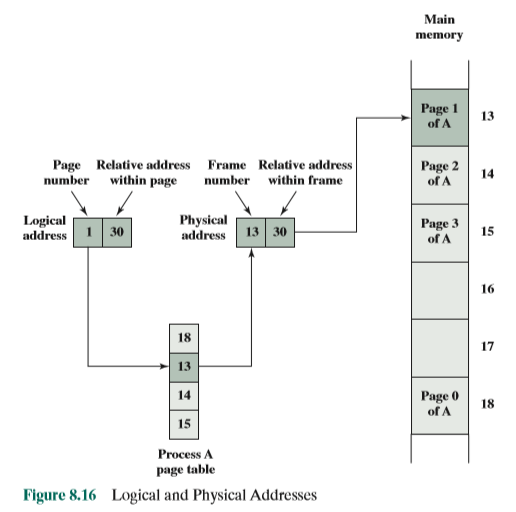 Main
memory
Page 1
of A
13
Page 2
of A
14
Page 3
of A
15
16
17
Page 0
of A
18
Page
number
Relative address
within page
Frame
number
Relative address
within frame
Logical
address
1 30
Physical
address
13 30
18
13
14
15
Process A
page table
Figure 8.16 Logical and Physical Addresses